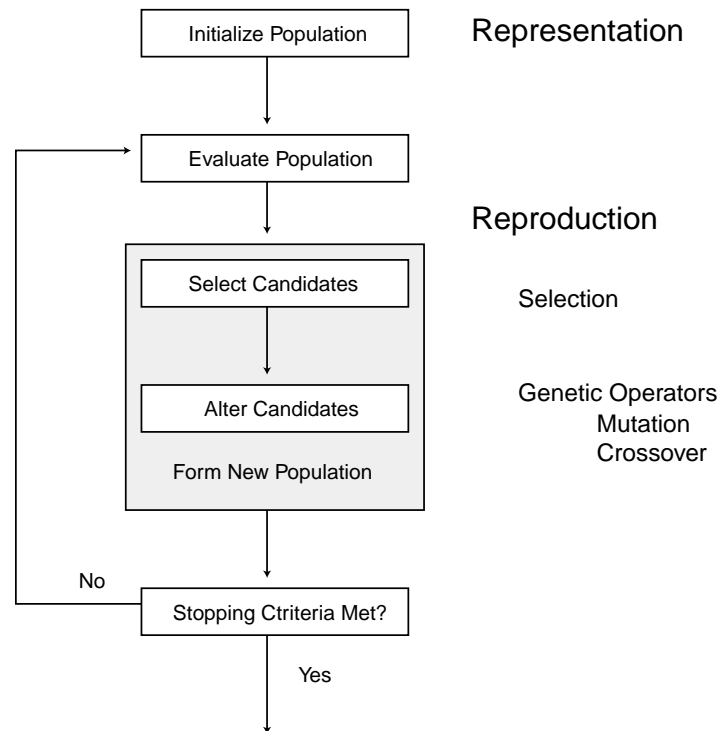 Initialize Population
Representation
Evaluate Population
Reproduction
Select Candidates
Selection
Alter Candidates
Genetic Operators
Mutation
Crossover
Form New Population
No
Stopping Ctriteria Met?
Yes